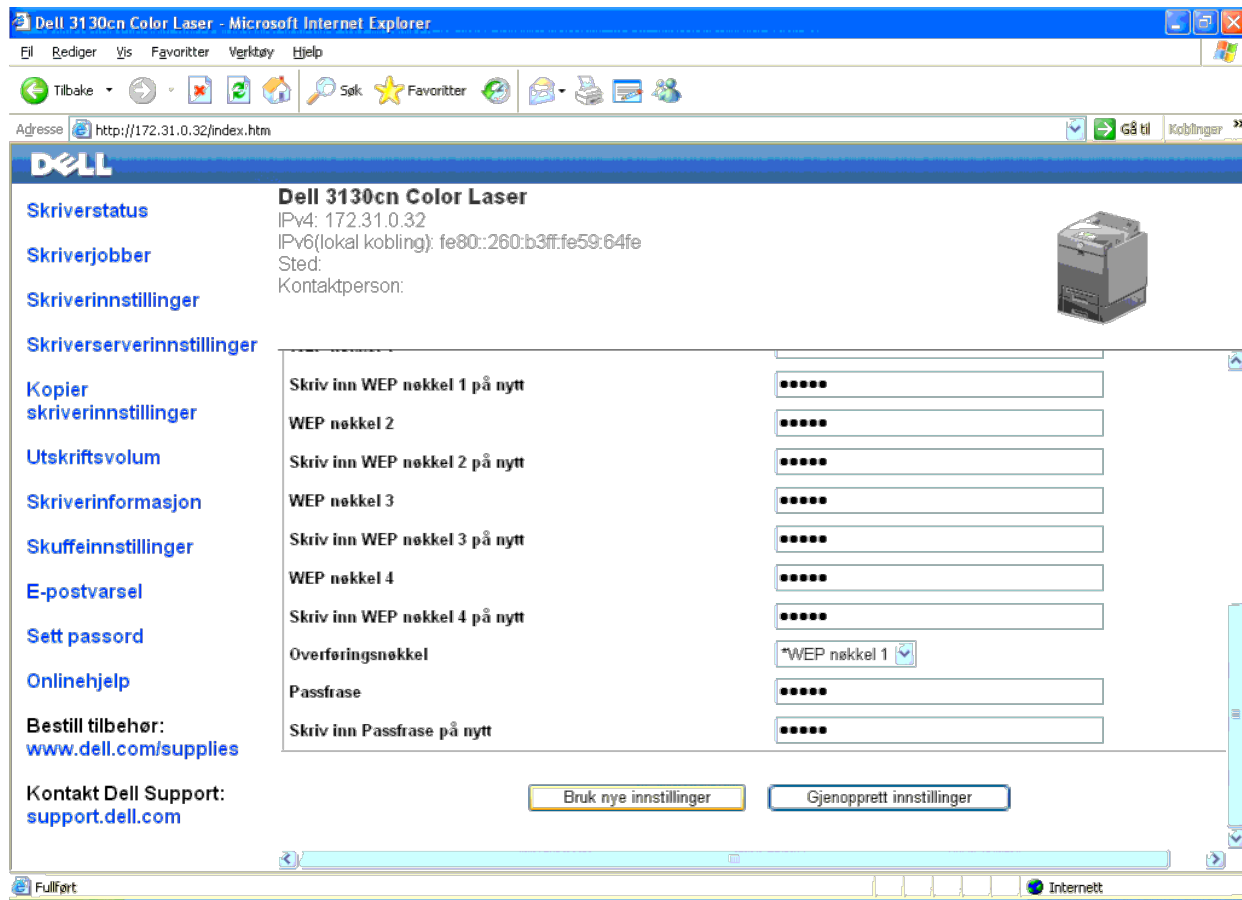 Dell 3130cn Color Laser - Microsoft Internet Explorer
Fil Rediger Vis Favoritter Verktøy Hjelp
Tilbake Søk Favoritter
Adresse http://172.31.0.32/index.htm Gå til Koblinger »
DELL
Dell 3130cn Color Laser
IPv4: 172.31.0.32
IPv6(lokal kobling): fe80::260:b3ff:fe59:64fe
Sted:
Kontaktperson:
Skriverstatus
Skriverjobber
Skriverinnstillinger
Skriverserverinnstillinger
Kopier
skriverinnstillinger
Utskriftsvolum
Skriverinformasjon
Skuffeinnstillinger
E-postvarsel
Sett passord
Onlinehjelp
Bestill tilbehør:
www.dell.com/supplies
Kontakt Dell Support:
support.dell.com
Skriv inn WEP nøkkel 1 på nytt •••••
WEP nøkkel 2 •••••
Skriv inn WEP nøkkel 2 på nytt •••••
WEP nøkkel 3 •••••
Skriv inn WEP nøkkel 3 på nytt •••••
WEP nøkkel 4 •••••
Skriv inn WEP nøkkel 4 på nytt •••••
Overføringsnøkkel *WEP nøkkel 1
Passfrase •••••
Skriv inn Passfrase på nytt •••••
Bruk nye innstillinger Gjenopprett innstillinger
Fullført Internett